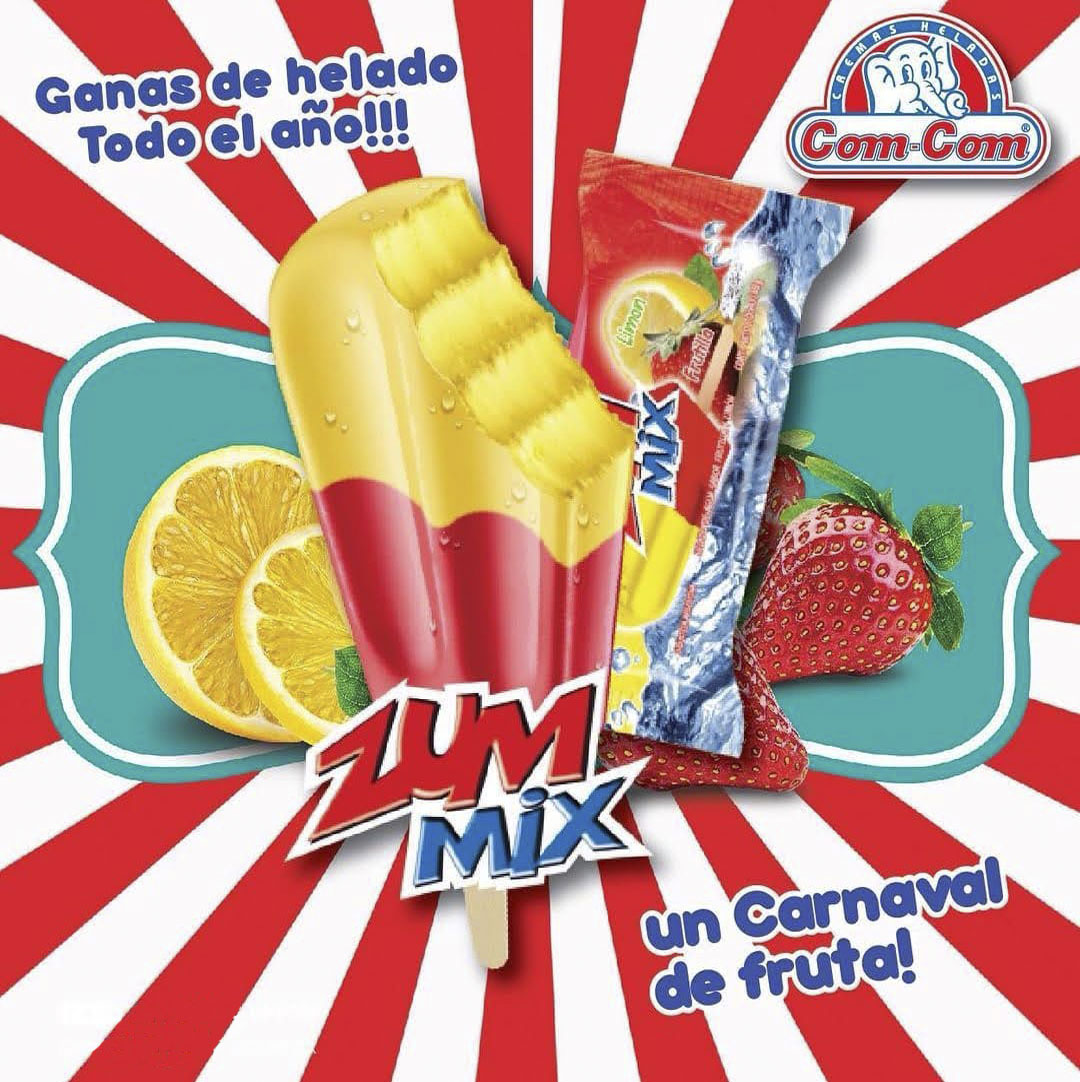 Ganas de helado
Todo el año!!!
CREMAS HELADAS
Com-Com®
Limon
Frutilla
MiX
ZUM
MiX
un Carnaval
de fruta!